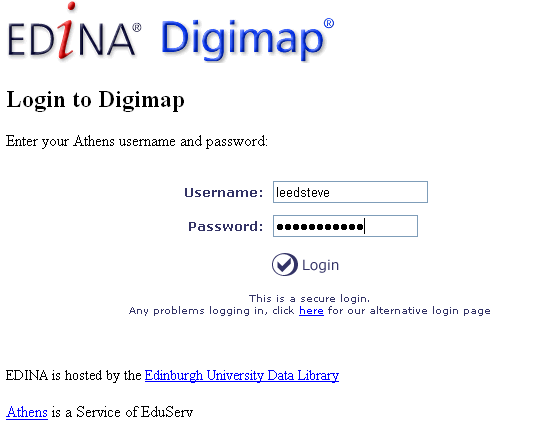 EDINA® Digimap®
Login to Digimap
Enter your Athens username and password:
Username: leedsteve
Password: ●●●●●●●●●●●
Login
This is a secure login.
Any problems logging in, click here for our alternative login page
EDINA is hosted by the Edinburgh University Data Library
Athens is a Service of EduServ